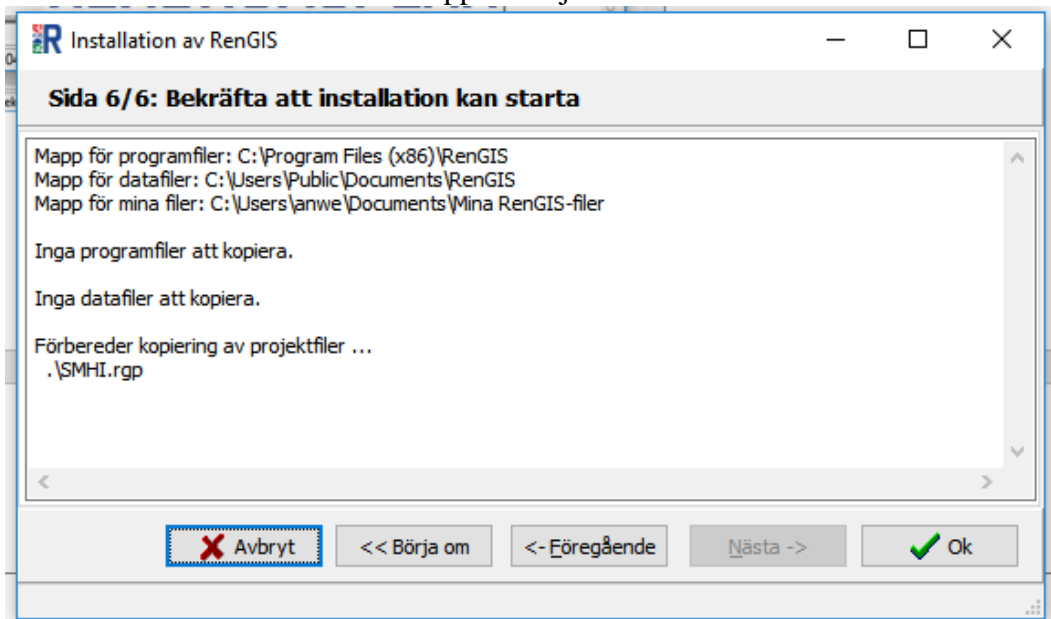 Installation av RenGIS
Sida 6/6: Bekräfta att installation kan starta
Mapp för programfiler: C:\Program Files (x86)\RenGIS
Mapp för datafiler: C:\Users\Public\Documents\RenGIS
Mapp för mina filer: C:\Users\anwe\Documents\Mina RenGIS-filer
Inga programfiler att kopiera.
Inga datafiler att kopiera.
Förbereder kopiering av projektfiler ...
.\SMHI.rgp
Avbryt
<< Börja om
<- Föregående
Nästa ->
Ok